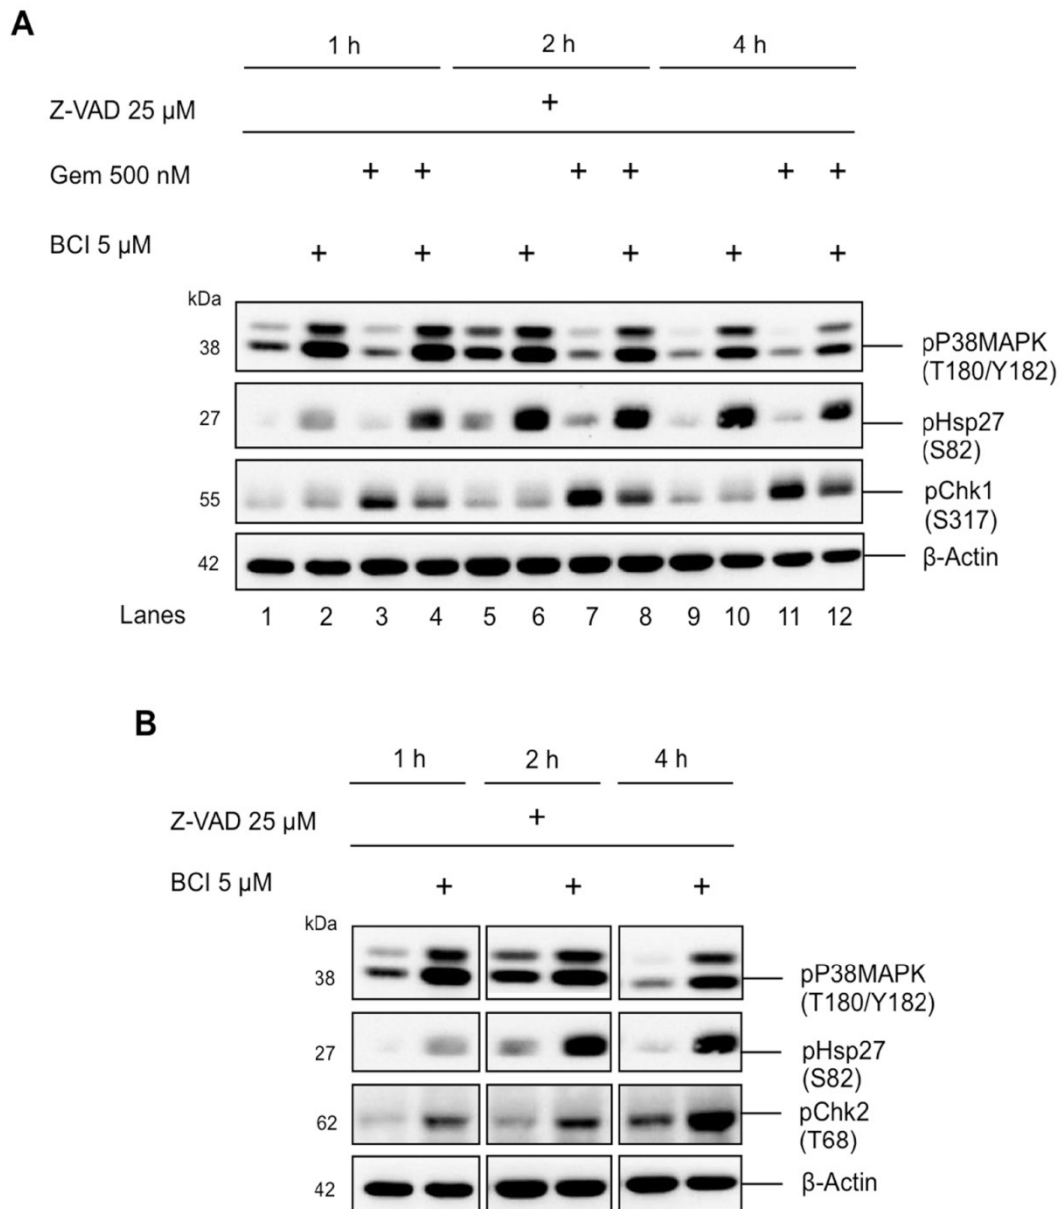 A
1 h 2 h 4 h
Z-VAD 25 µM +
Gem 500 nM + + + + + +
BCI 5 µM + + + + + +
kDa
38 pP38MAPK
(T180/Y182)
27 pHsp27
(S82)
55 pChk1
(S317)
42 β-Actin
Lanes 1 2 3 4 5 6 7 8 9 10 11 12
B
1 h 2 h 4 h
Z-VAD 25 µM +
BCI 5 µM + + +
kDa
38 pP38MAPK
(T180/Y182)
27 pHsp27
(S82)
62 pChk2
(T68)
42 β-Actin